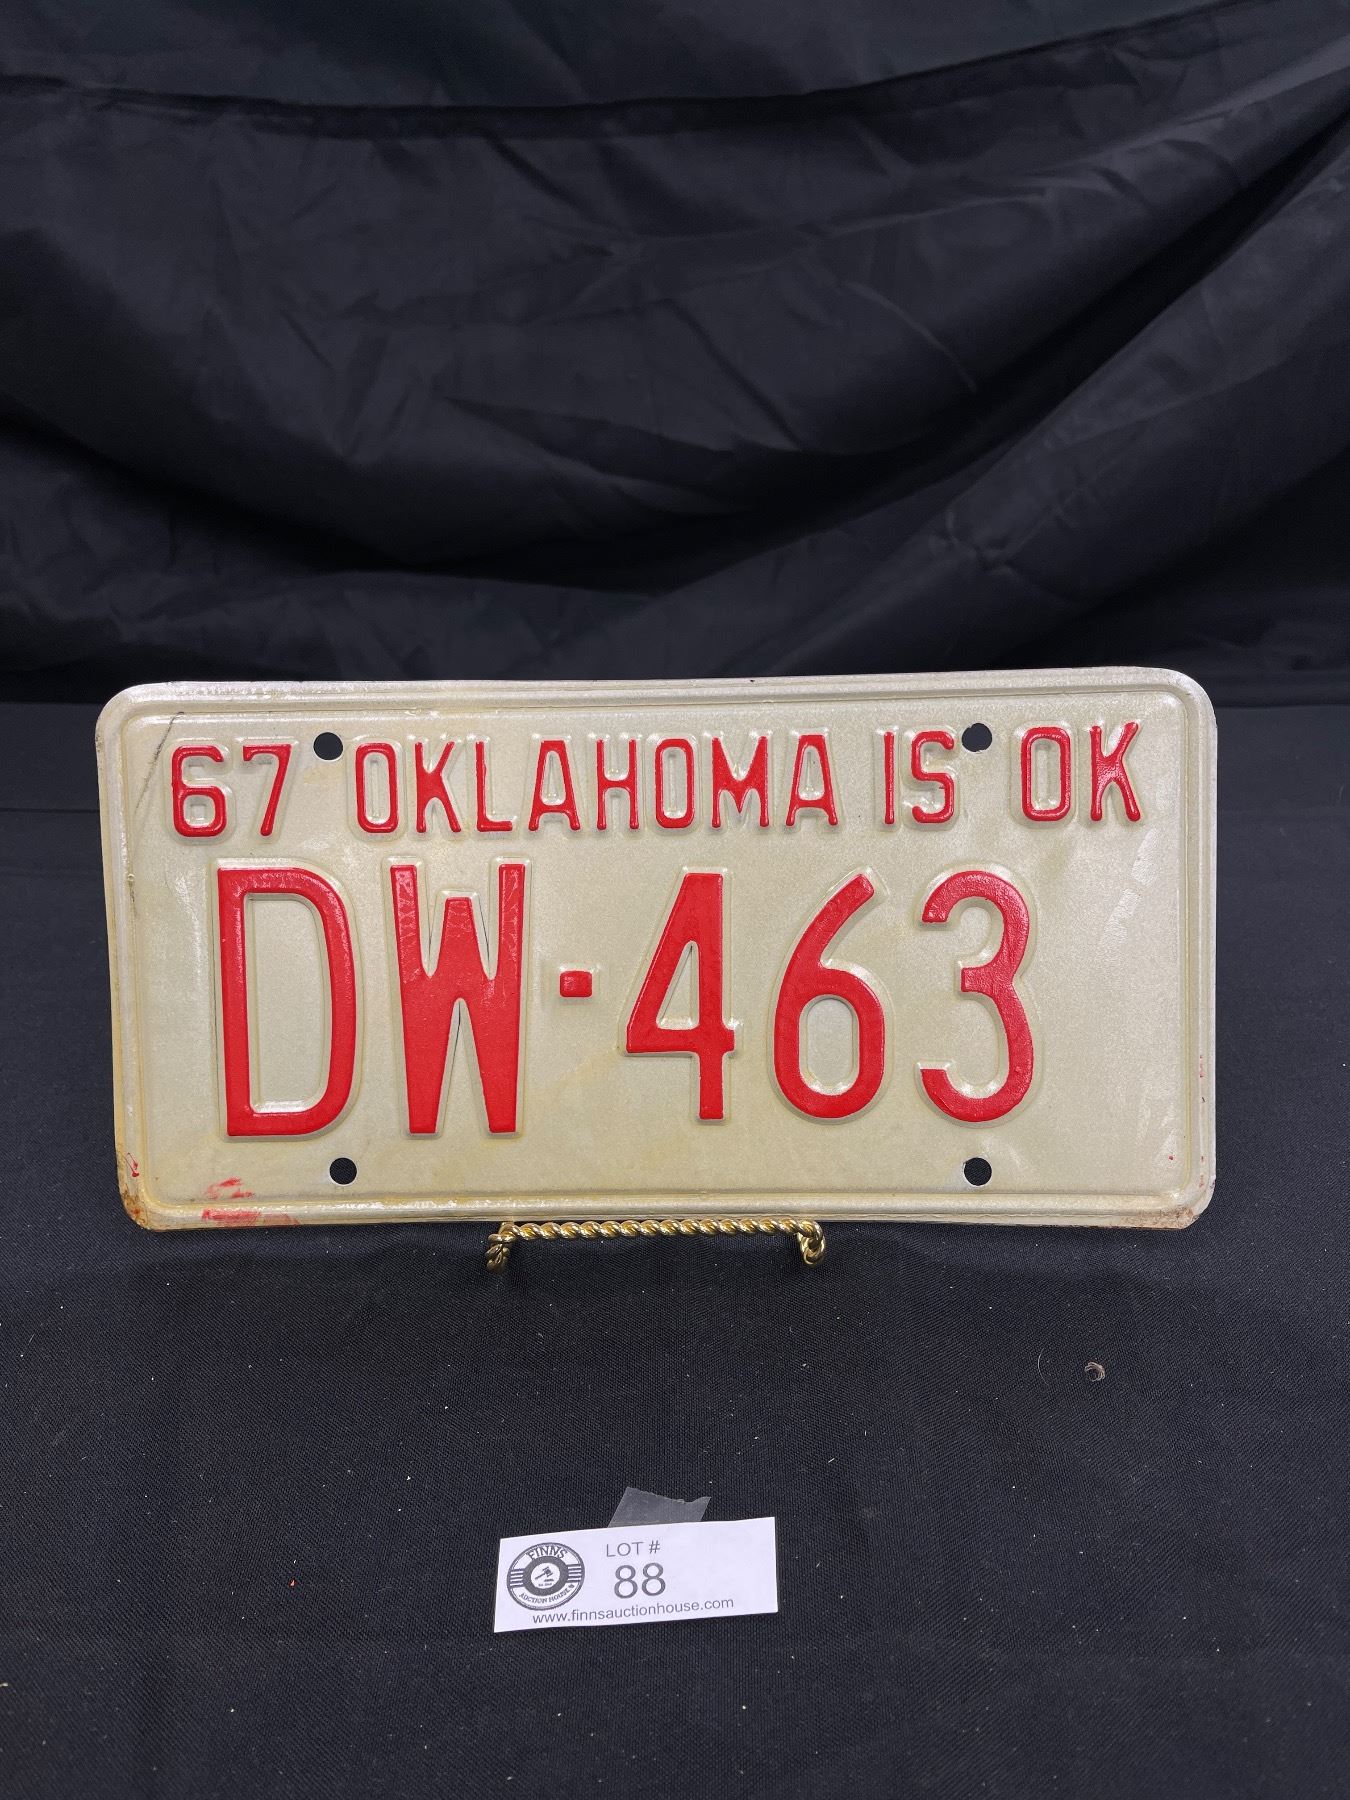 67 OKLAHOMA IS OK
DW-463
FINNS
AUCTION HOUSE
LOT #
88
www.finnsauctionhouse.com